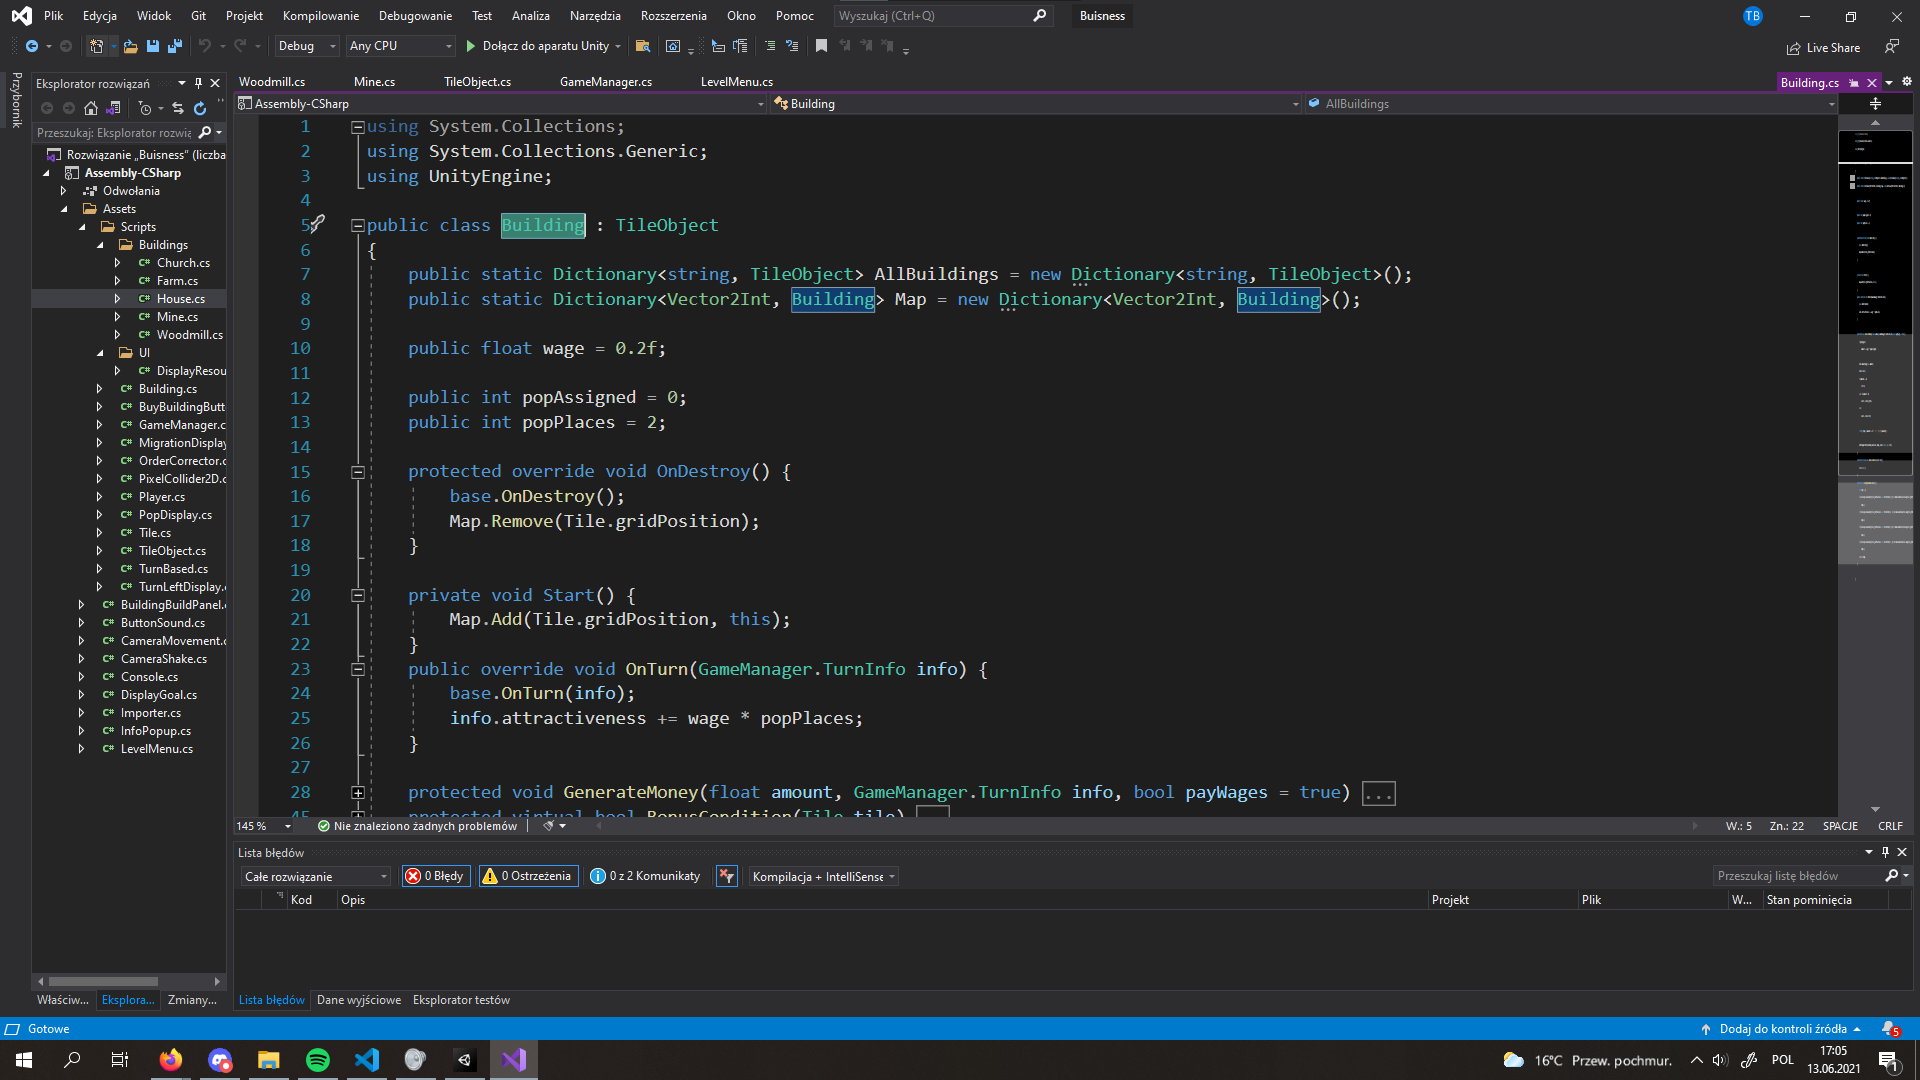 Plik Edycja Widok Git Projekt Kompilowanie Debugowanie Test Analiza Narzędzia Rozszerzenia Okno Pomoc Wyszukaj (Ctrl+Q) Buisness TB
Debug Any CPU Dołącz do aparatu Unity Live Share
Przybornik
Eksplorator rozwiązań
Przeszukaj: Eksplorator rozwią
Rozwiązanie „Buisness” (liczba
Assembly-CSharp
Odwołania
Assets
Scripts
Buildings
C# Church.cs
C# Farm.cs
C# House.cs
C# Mine.cs
C# Woodmill.cs
UI
C# DisplayResou
C# Building.cs
C# BuyBuildingButt
C# GameManager.c
C# MigrationDisplay
C# OrderCorrector.c
C# PixelCollider2D.c
C# Player.cs
C# PopDisplay.cs
C# Tile.cs
C# TileObject.cs
C# TurnBased.cs
C# TurnLeftDisplay.
C# BuildingBuildPanel.
C# ButtonSound.cs
C# CameraMovement.c
C# CameraShake.cs
C# Console.cs
C# DisplayGoal.cs
C# Importer.cs
C# InfoPopup.cs
C# LevelMenu.cs
Właściw... Eksplora... Zmiany...
Woodmill.cs Mine.cs TileObject.cs GameManager.cs LevelMenu.cs Building.cs
Assembly-CSharp Building AllBuildings
1 using System.Collections;
2 using System.Collections.Generic;
3 using UnityEngine;
4
5 public class Building : TileObject
6 {
7 public static Dictionary<string, TileObject> AllBuildings = new Dictionary<string, TileObject>();
8 public static Dictionary<Vector2Int, Building> Map = new Dictionary<Vector2Int, Building>();
9
10 public float wage = 0.2f;
11
12 public int popAssigned = 0;
13 public int popPlaces = 2;
14
15 protected override void OnDestroy() {
16 base.OnDestroy();
17 Map.Remove(Tile.gridPosition);
18 }
19
20 private void Start() {
21 Map.Add(Tile.gridPosition, this);
22 }
23 public override void OnTurn(GameManager.TurnInfo info) {
24 base.OnTurn(info);
25 info.attractiveness += wage * popPlaces;
26 }
27
28 protected void GenerateMoney(float amount, GameManager.TurnInfo info, bool payWages = true) ...
45 protected virtual bool BonusCondition(Tile tile)
145 % Nie znaleziono żadnych problemów W.: 5 Zn.: 22 SPACJE CRLF
Lista błędów
Całe rozwiązanie 0 Błędy 0 Ostrzeżenia 0 z 2 Komunikaty Kompilacja + IntelliSense Przeszukaj listę błędów
Kod Opis Projekt Plik W... Stan pominięcia
Lista błędów Dane wyjściowe Eksplorator testów
Gotowe Dodaj do kontroli źródła 5
16°C Przew. pochmur. POL 17:05
13.06.2021 1